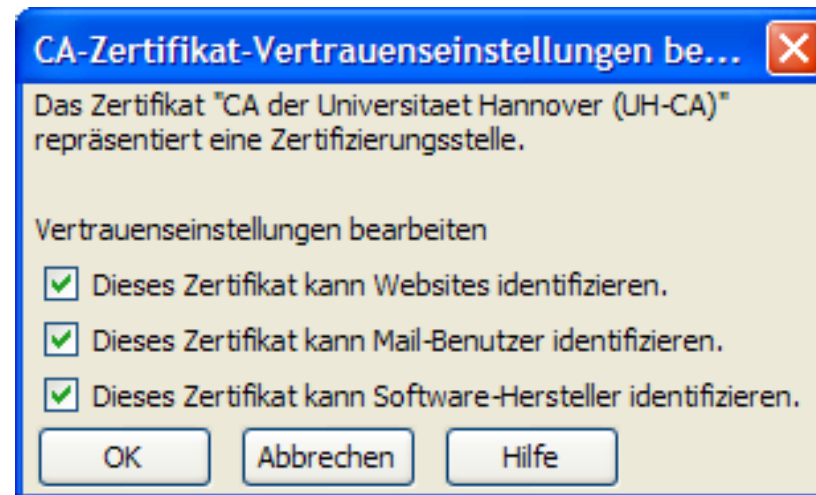 CA-Zertifikat-Vertrauenseinstellungen be...
Das Zertifikat "CA der Universitaet Hannover (UH-CA)"
repräsentiert eine Zertifizierungsstelle.
Vertrauenseinstellungen bearbeiten
Dieses Zertifikat kann Websites identifizieren.
Dieses Zertifikat kann Mail-Benutzer identifizieren.
Dieses Zertifikat kann Software-Hersteller identifizieren.
OK Abbrechen Hilfe